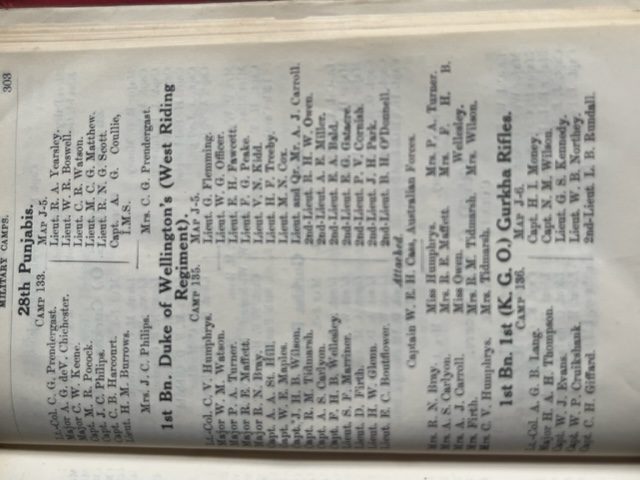 MILITARY CAMPS. 303
28th Punjabis.
CAMP 133. MAP J-5.
Lt.-Col. C. G. Prendergast.
Major A. G. deV. Chichester.
Major C. W. Keene.
Capt. M. R. Pocock.
Capt. J. C. Phillips.
Capt. C. B. Harcourt.
Lieut. H. M. Burrows.
Lieut. R. A. Yearsley.
Lieut. W. R. Boswell.
Lieut. C. R. Watson.
Lieut. M. C. G. Matthew.
Lieut. R. N. G. Scott.
Capt. A. G. Coullie,
I.M.S.
Mrs. J. C. Philips. Mrs. C. G. Prendergast.
1st Bn. Duke of Wellington's (West Riding
Regiment).
CAMP 135. MAP J-5.
Lt.-Col. C. V. Humphrys.
Major W. M. Watson.
Major P. A. Turner.
Major R. E. Maffett.
Major R. N. Bray.
Capt. A. A. St. Hill.
Capt. W. E. Maples.
Capt. J. H. B. Wilson.
Capt. R. M. Tidmarsh.
Capt. A. S. Carlyon.
Capt. F. H. B. Wellesley.
Lieut. S. F. Marriner.
Lieut. D. Firth.
Lieut. H. W. Glenn.
Lieut. E. C. Boutflower.
Lieut. G. Flemming.
Lieut. W. G. Officer.
Lieut. E. H. Fawcett.
Lieut. F. G. Peake.
Lieut. V. N. Kidd.
Lieut. H. F. Treeby.
Lieut. M. N. Cox.
Lieut. and Qr. Mr. A. J. Carroll.
2nd-Lieut. H. W. Owen.
2nd-Lieut. A. E. Miller.
2nd-Lieut. E. A. Bald.
2nd-Lieut. E. G. Gatacre.
2nd-Lieut. P. V. Cornish.
2nd-Lieut. J. H. Park.
2nd-Lieut. B. H. O'Donnell.
Attached.
Captain W. E. H. Cass, Australian Forces.
Mrs. R. N. Bray. Miss Humphrys. Mrs. P. A. Turner.
Mrs. A. S. Carlyon. Mrs. R. E. Maffett. Mrs. F. H. B.
Mrs. A. J. Carroll. Miss Owen. Wellesley.
Mrs. Firth. Mrs. R. M. Tidmarsh. Mrs. Wilson.
Mrs. C. V. Humphrys. Mrs. Tidmarsh.
1st Bn. 1st (K. G. O.) Gurkha Rifles.
CAMP 136. MAP J-6.
Lt.-Col. A. G. B. Lang.
Major H. A. H. Thompson.
Capt. W. J. Evans.
Capt. W. P. Cruikshank.
Capt. C. H. Giffard.
Capt. H. I. Money.
Capt. N. M. Wilson.
Lieut. G. S. Kennedy.
Lieut. W. B. Northey.
2nd-Lieut. L. B. Rundall.